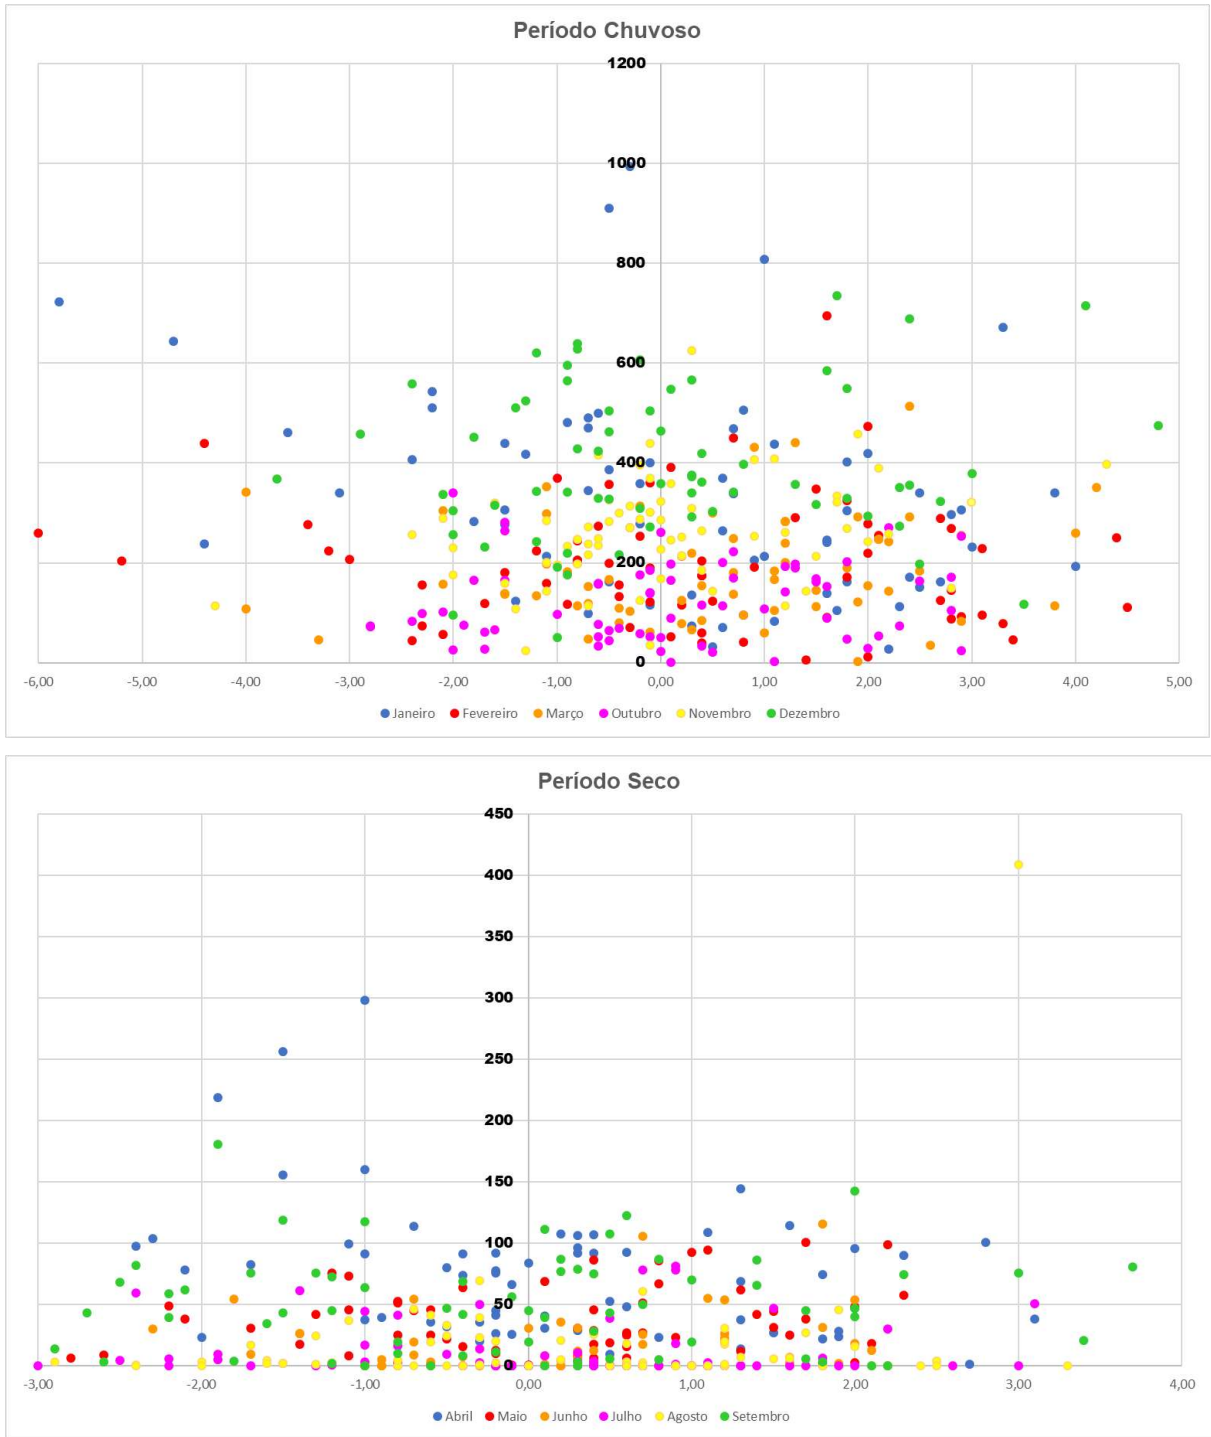 Período Chuvoso
1200
1000
800
600
400
200
0
-6,00 -5,00 -4,00 -3,00 -2,00 -1,00 0,00 1,00 2,00 3,00 4,00 5,00
Janeiro Fevereiro Março Outubro Novembro Dezembro
Período Seco
450
400
350
300
250
200
150
100
50
0
-3,00 -2,00 -1,00 0,00 1,00 2,00 3,00 4,00
Abril Maio Junho Julho Agosto Setembro